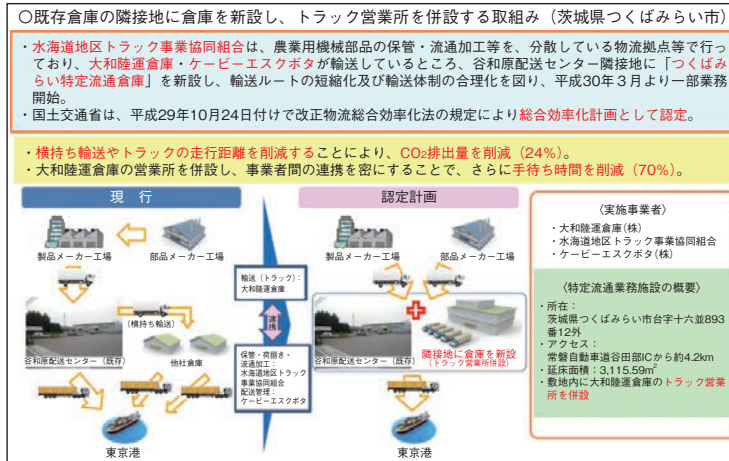 ○既存倉庫の隣接地に倉庫を新設し、トラック営業所を併設する取組み（茨城県つくばみらい市）
・水海道地区トラック事業協同組合は、農業用機械部品の保管・流通加工等を、分散している物流拠点等で行っ
ており、大和陸運倉庫・ケービーエスクボタが輸送しているところ、谷和原配送センター隣接地に「つくばみ
らい特定流通倉庫」を新設し、輸送ルートの短縮化及び輸送体制の合理化を図り、平成30年３月より一部業務
開始。
・国土交通省は、平成29年10月24日付けで改正物流総合効率化法の規定により総合効率化計画として認定。
・横持ち輸送やトラックの走行距離を削減することにより、CO₂排出量を削減（24%）。
・大和陸運倉庫の営業所を併設し、事業者間の連携を密にすることで、さらに手待ち時間を削減（70%）。
現　行
製品メーカー工場
部品メーカー工場
（横持ち輸送）
谷和原配送センター（既存）
他社倉庫
東京港
輸送（トラック）：
大和陸運倉庫
連携
保管・荷捌き・
流通加工：
水海道地区トラック
事業協同組合
配送管理：
ケービーエスクボタ
認定計画
製品メーカー工場
部品メーカー工場
谷和原配送センター（既存）
隣接地に倉庫を新設
（トラック営業所併設）
東京港
〈実施事業者〉
・大和陸運倉庫(株)
・水海道地区トラック事業協同組合
・ケービーエスクボタ(株)
〈特定流通業務施設の概要〉
・所在：
茨城県つくばみらい市台字十六並893
番12外
・アクセス：
常磐自動車道谷田部ICから約4.2km
・延床面積：3,115.59m²
・敷地内に大和陸運倉庫のトラック営業
所を併設